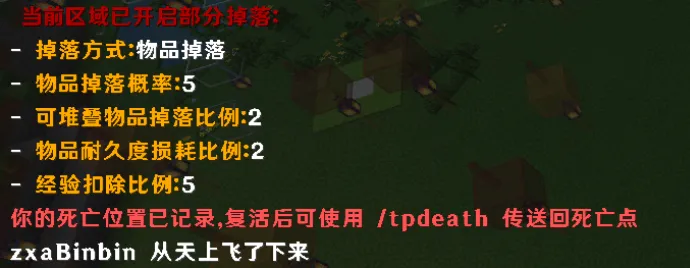 当前区域已开启部分掉落:
- 掉落方式:物品掉落
- 物品掉落概率:5
- 可堆叠物品掉落比例:2
- 物品耐久度损耗比例:2
- 经验扣除比例:5
你的死亡位置已记录,复活后可使用 /tpdeath 传送回死亡点
zxaBinbin 从天上飞了下来